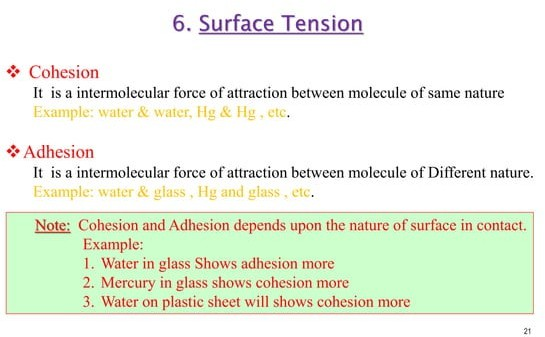 6. Surface Tension
❖ Cohesion
It is a intermolecular force of attraction between molecule of same nature
Example: water & water, Hg & Hg , etc.
❖ Adhesion
It is a intermolecular force of attraction between molecule of Different nature.
Example: water & glass , Hg and glass , etc.
Note: Cohesion and Adhesion depends upon the nature of surface in contact.
Example:
1. Water in glass Shows adhesion more
2. Mercury in glass shows cohesion more
3. Water on plastic sheet will shows cohesion more
21